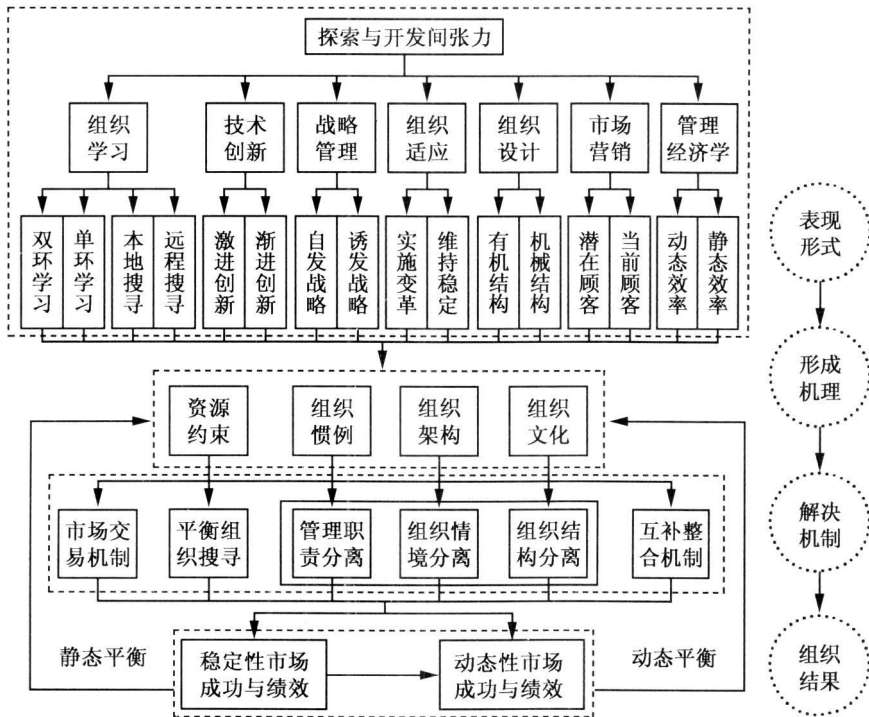 探索与开发间张力
组织
学习
技术
创新
战略
管理
组织
适应
组织
设计
市场
营销
管理
经济学
双环学习
单环学习
本地搜寻
远程搜寻
激进创新
渐进创新
自发战略
诱发战略
实施变革
维持稳定
有机结构
机械结构
潜在顾客
当前顾客
动态效率
静态效率
表现
形式
资源
约束
组织
惯例
组织
架构
组织
文化
形成
机理
市场交
易机制
平衡组
织搜寻
管理职
责分离
组织情
境分离
组织结
构分离
互补整
合机制
解决
机制
静态平衡
稳定性市场
成功与绩效
动态性市场
成功与绩效
动态平衡
组织
结果